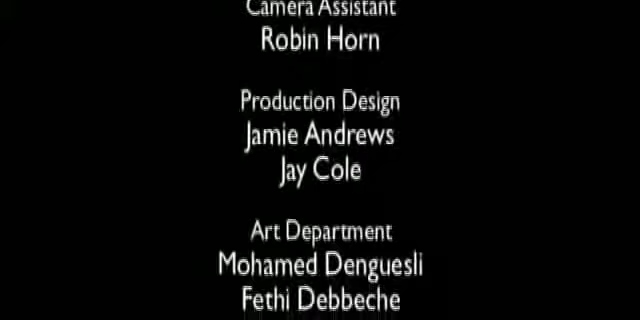 Camera Assistant
Robin Horn
Production Design
Jamie Andrews
Jay Cole
Art Department
Mohamed Denguesli
Fethi Debbeche